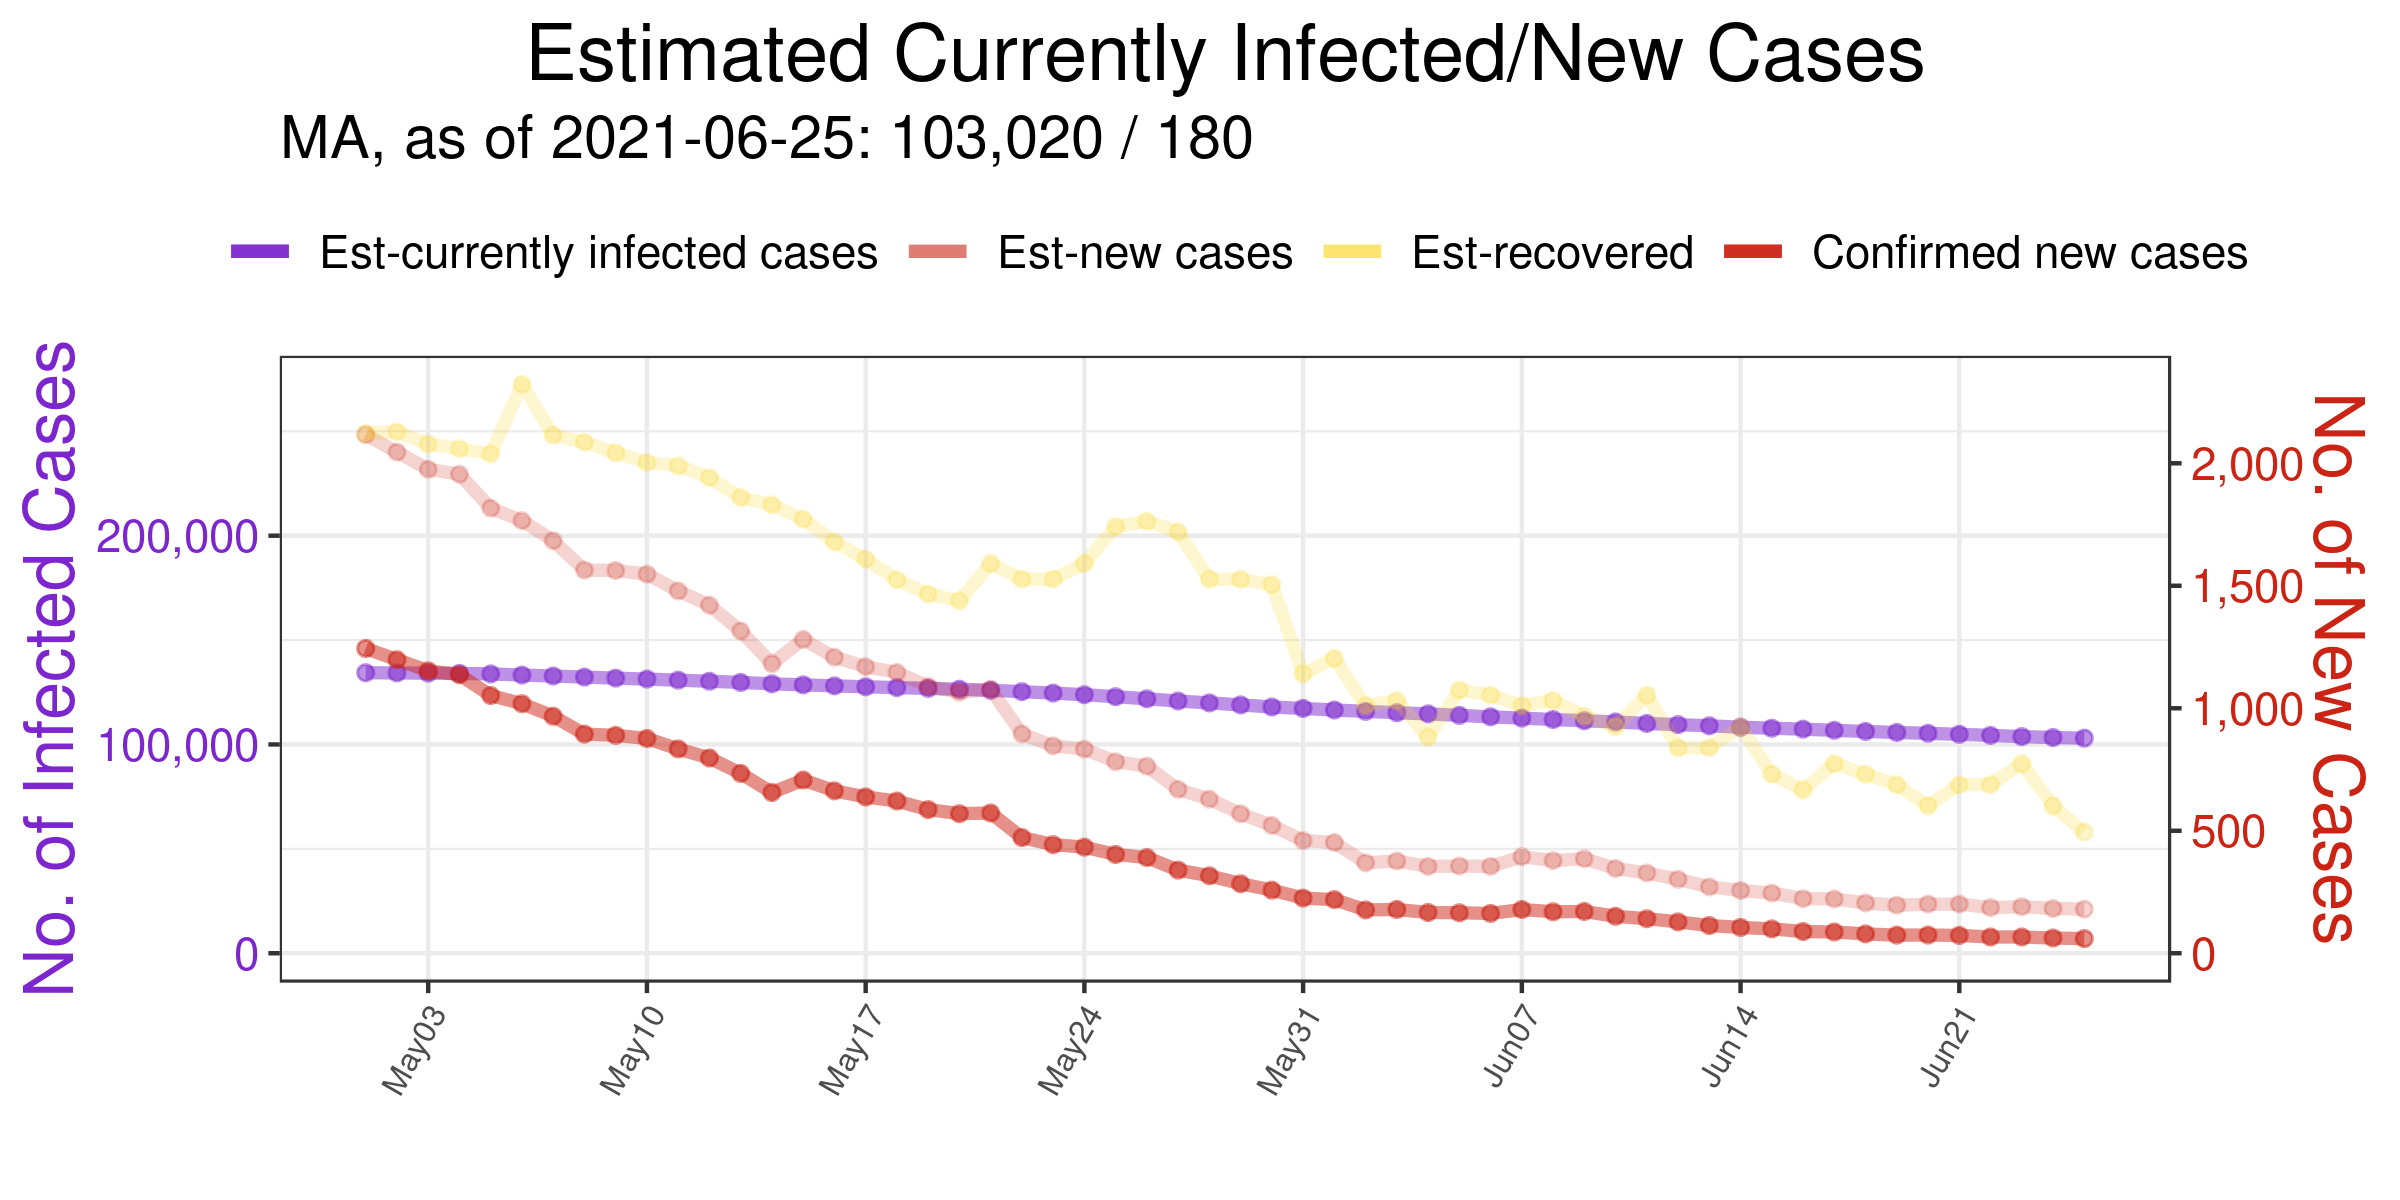 Estimated Currently Infected/New Cases
MA, as of 2021-06-25: 103,020 / 180
Est-currently infected cases Est-new cases Est-recovered Confirmed new cases
No. of Infected Cases
200,000
100,000
0
2,000
1,500
1,000
500
0
No. of New Cases
May03 May10 May17 May24 May31 Jun07 Jun14 Jun21